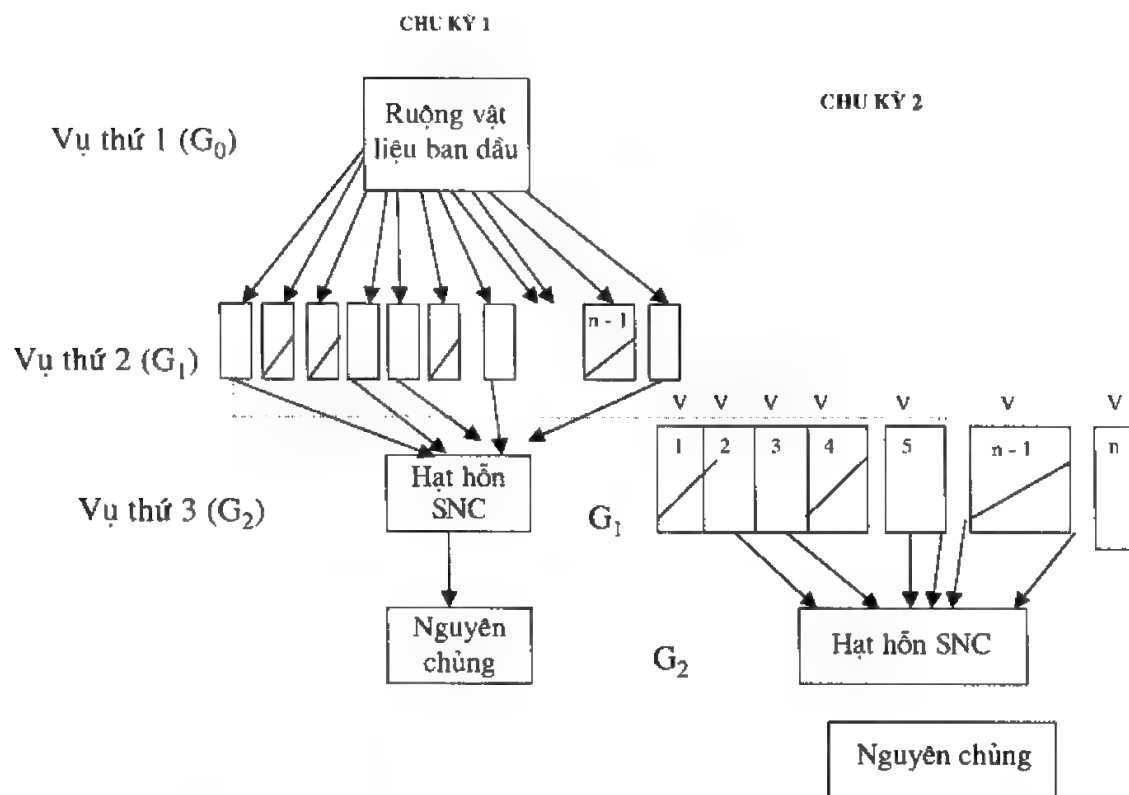 CHU KỲ 1
CHU KỲ 2
Vụ thứ 1 (G0)
Ruộng vật
liệu ban dầu
n - 1
Vụ thứ 2 (G1)
V V V V V V V
1 2 3 4 5 n - 1 n
Hạt hỗn
SNC
Vụ thứ 3 (G2)
G1
Nguyên
chủng
G2
Hạt hỗn SNC
Nguyên chủng